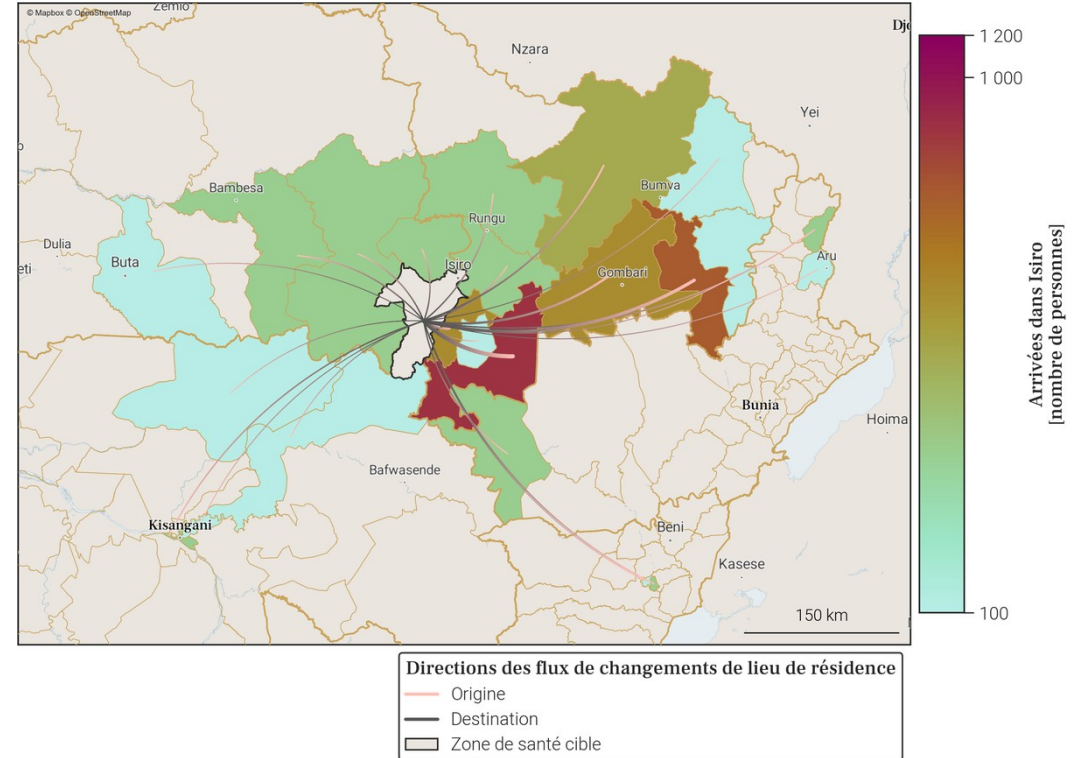 © Mapbox © OpenStreetMap
Zemio
Nzara
Yei
Bambesa
Bumva
Rungu
Dulia
Buta
Isiro
Gombari
Aru
Bunia
Hoima
Bafwasende
Kisangani
Beni
Kasese
150 km
1 200
1 000
100
Arrivées dans Isiro
[nombre de personnes]
Directions des flux de changements de lieu de résidence
Origine
Destination
Zone de santé cible